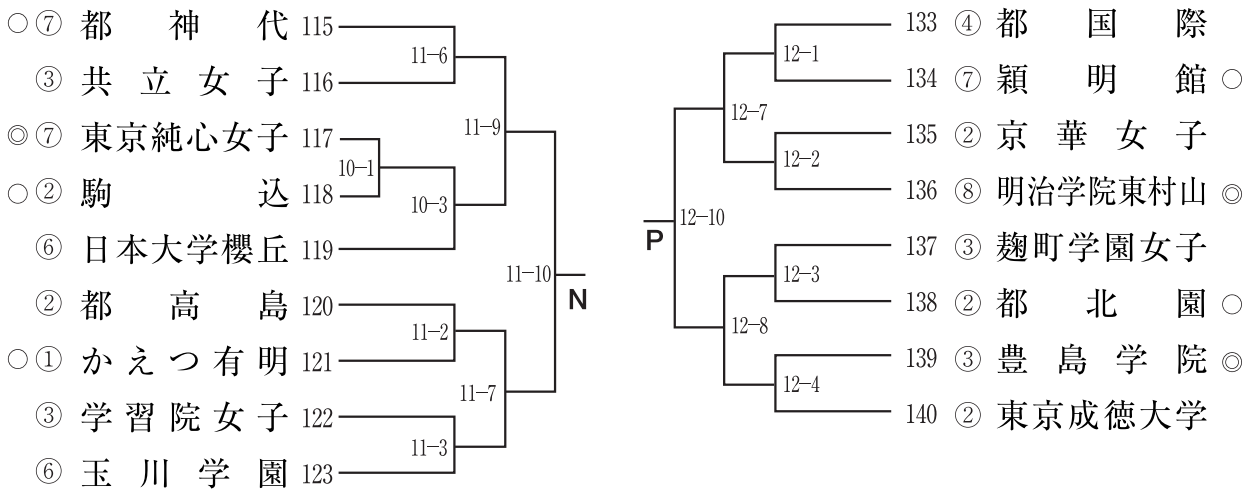 ○⑦ 都神代 115
③ 共立女子 116
◎⑦ 東京純心女子 117
○② 駒込 118
⑥ 日本大学櫻丘 119
② 都高島 120
○① かえつ有明 121
③ 学習院女子 122
⑥ 玉川学園 123
11−6
11−9
10−1
10−3
11−10
N
11−2
11−7
11−3
133 ④ 都国際
134 ⑦ 穎明館 ○
135 ② 京華女子
136 ⑧ 明治学院東村山 ◎
137 ③ 麹町学園女子
138 ② 都北園 ○
139 ③ 豊島学院 ◎
140 ② 東京成徳大学
12−1
12−7
12−2
12−10
P
12−3
12−8
12−4